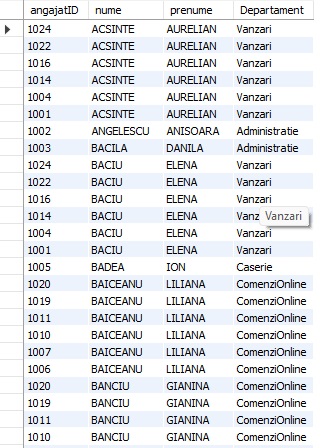 angajatID nume prenume Departament
1024 ACSINTE AURELIAN Vanzari
1022 ACSINTE AURELIAN Vanzari
1016 ACSINTE AURELIAN Vanzari
1014 ACSINTE AURELIAN Vanzari
1004 ACSINTE AURELIAN Vanzari
1001 ACSINTE AURELIAN Vanzari
1002 ANGELESCU ANISOARA Administratie
1003 BACILA DANILA Administratie
1024 BACIU ELENA Vanzari
1022 BACIU ELENA Vanzari
1016 BACIU ELENA Vanzari
1014 BACIU ELENA Vanz Vanzari
1004 BACIU ELENA Vanzari
1001 BACIU ELENA Vanzari
1005 BADEA ION Caserie
1020 BAICEANU LILIANA ComenziOnline
1019 BAICEANU LILIANA ComenziOnline
1011 BAICEANU LILIANA ComenziOnline
1010 BAICEANU LILIANA ComenziOnline
1007 BAICEANU LILIANA ComenziOnline
1006 BAICEANU LILIANA ComenziOnline
1020 BANCIU GIANINA ComenziOnline
1019 BANCIU GIANINA ComenziOnline
1011 BANCIU GIANINA ComenziOnline
1010 BANCIU GIANINA ComenziOnline